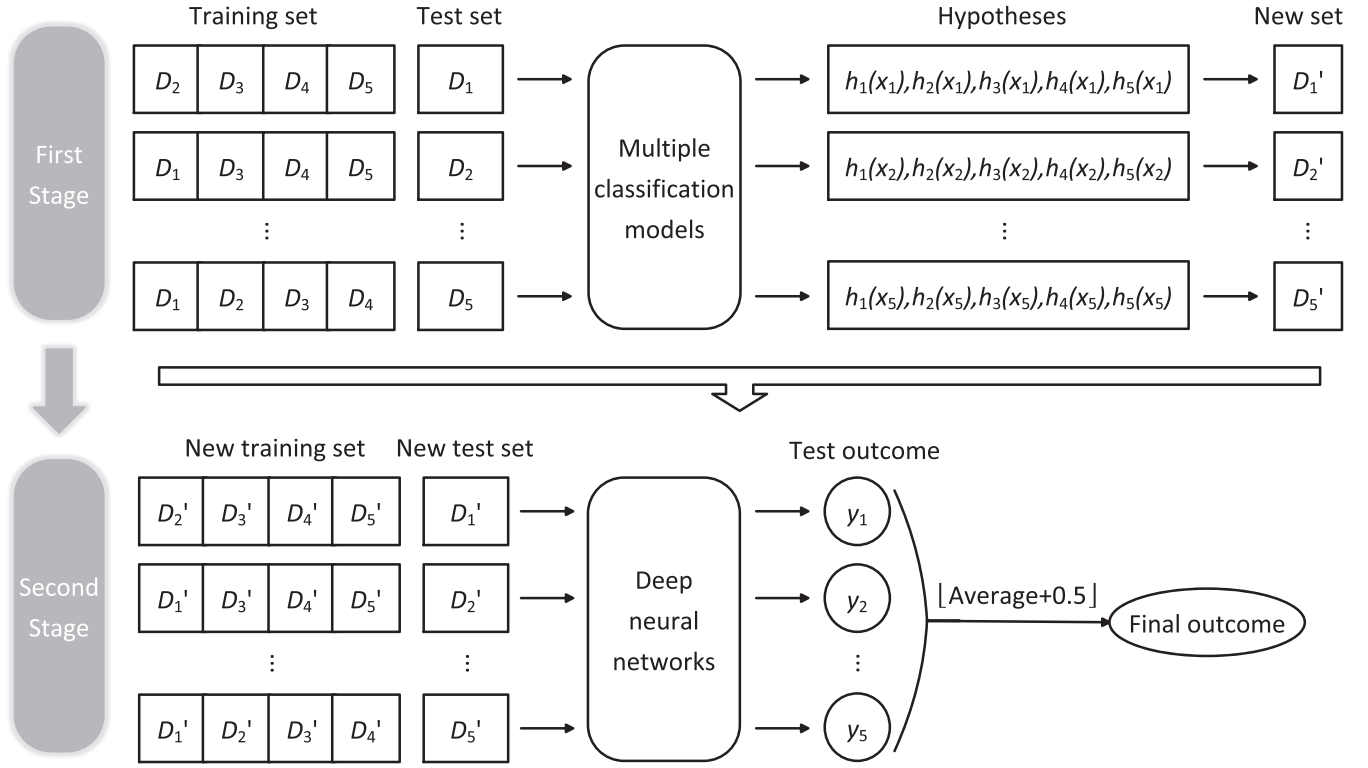 Training set Test set Hypotheses New set
D2 D3 D4 D5 D1 h1(x1),h2(x1),h3(x1),h4(x1),h5(x1) D1'
D1 D3 D4 D5 D2 h1(x2),h2(x2),h3(x2),h4(x2),h5(x2) D2'
⋮ ⋮ ⋮ ⋮
D1 D2 D3 D4 D5 h1(x5),h2(x5),h3(x5),h4(x5),h5(x5) D5'
First
Stage
Multiple
classification
models
New training set New test set Test outcome
D2' D3' D4' D5' D1' y1
D1' D3' D4' D5' D2' y2
⋮ ⋮ ⋮
D1' D2' D3' D4' D5' y5
Second
Stage
Deep
neural
networks
⌊Average+0.5⌋
Final outcome